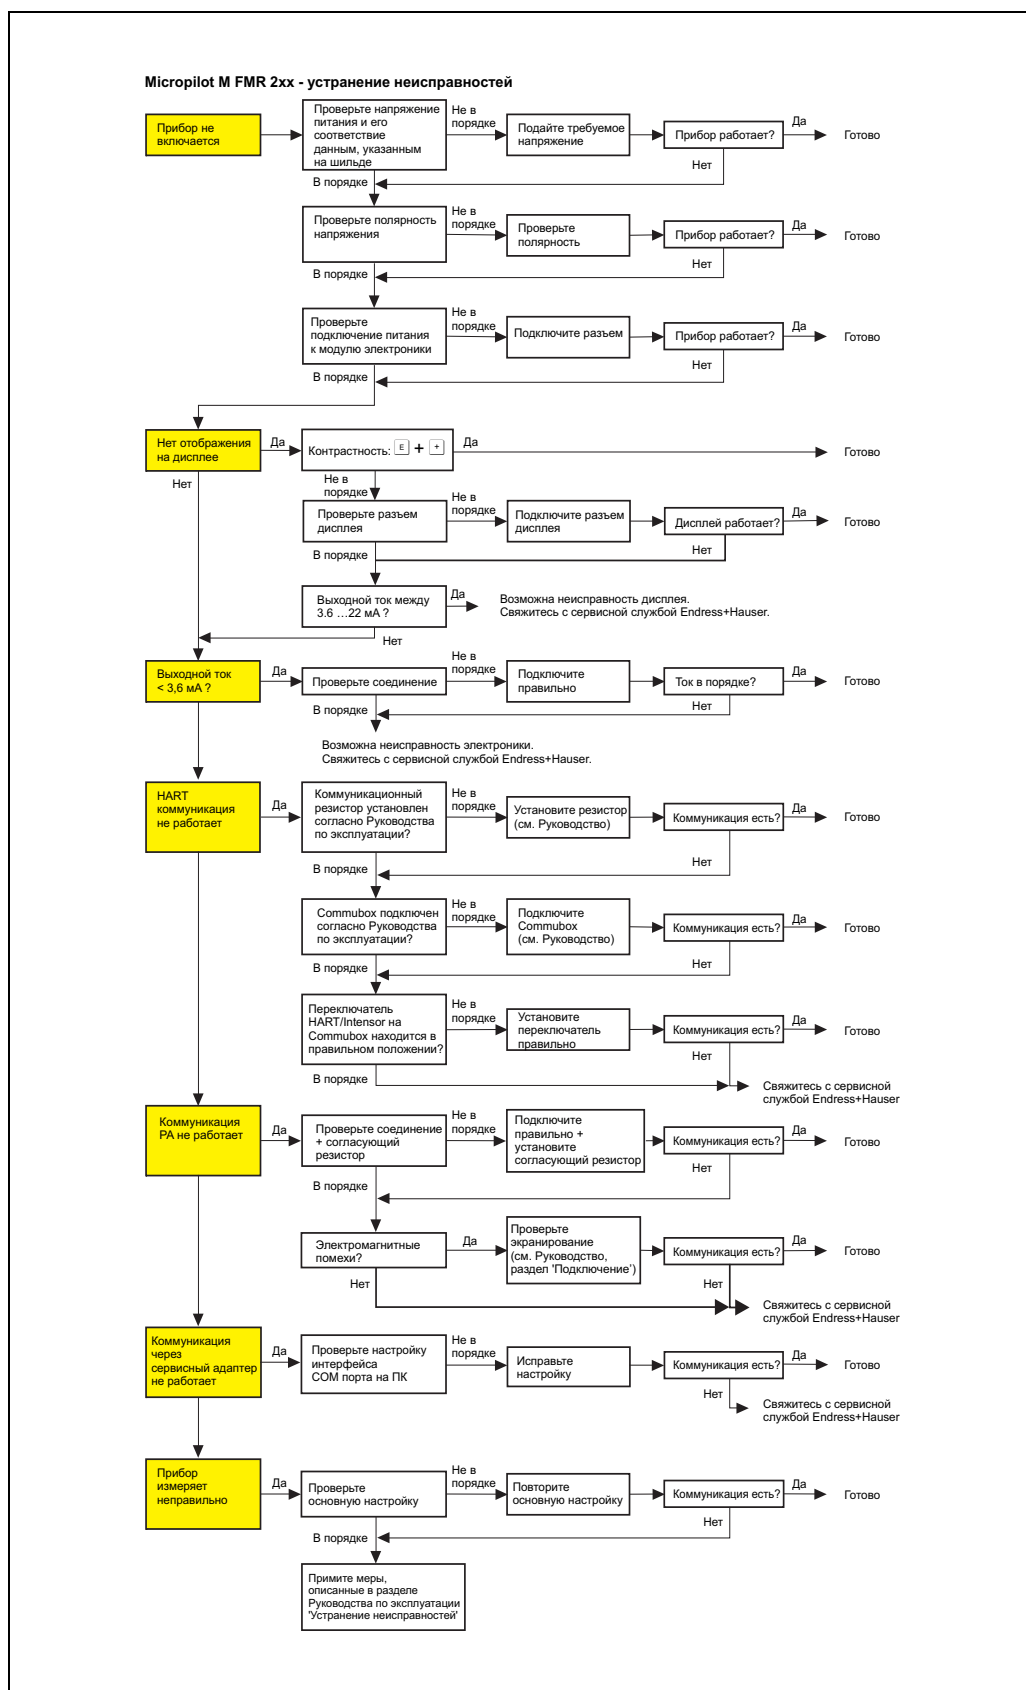 Micropilot M FMR 2xx - устранение неисправностей
Прибор не
включается
Проверьте напряжение
питания и его
соответствие
данным, указанным
на шильде
Не в
порядке
Подайте требуемое
напряжение
Прибор работает?
Да
Готово
Нет
В порядке
Проверьте полярность
напряжения
Не в
порядке
Проверьте
полярность
Прибор работает?
Да
Готово
Нет
В порядке
Проверьте
подключение питания
к модулю электроники
Не в
порядке
Подключите разъем
Прибор работает?
Да
Готово
Нет
В порядке
Нет отображения
на дисплее
Да
Контрастность: E + +
Да
Готово
Нет
Не в
порядке
Проверьте разъем
дисплея
Не в
порядке
Подключите разъем
дисплея
Дисплей работает?
Да
Готово
Нет
В порядке
Выходной ток между
3.6 ...22 мА ?
Да
Возможна неисправность дисплея.
Свяжитесь с сервисной службой Endress+Hauser.
Нет
Выходной ток
< 3,6 мА ?
Да
Проверьте соединение
Не в
порядке
Подключите
правильно
Ток в порядке?
Да
Готово
Нет
В порядке
Возможна неисправность электроники.
Свяжитесь с сервисной службой Endress+Hauser.
HART
коммуникация
не работает
Да
Коммуникационный
резистор установлен
согласно Руководства
по эксплуатации?
Не в
порядке
Установите резистор
(см. Руководство)
Коммуникация есть?
Да
Готово
Нет
В порядке
Commubox подключен
согласно Руководства
по эксплуатации?
Не в
порядке
Подключите
Commubox
(см. Руководство)
Коммуникация есть?
Да
Готово
Нет
В порядке
Переключатель
HART/Intensor на
Commubox находится в
правильном положении?
Не в
порядке
Установите
переключатель
правильно
Коммуникация есть?
Да
Готово
Нет
В порядке
Свяжитесь с сервисной
службой Endress+Hauser
Коммуникация
PA не работает
Да
Проверьте соединение
+ согласующий
резистор
Не в
порядке
Подключите
правильно +
установите
согласующий резистор
Коммуникация есть?
Да
Готово
Нет
В порядке
Электромагнитные
помехи?
Да
Проверьте
экранирование
(см. Руководство,
раздел 'Подключение')
Коммуникация есть?
Да
Готово
Нет
Нет
Свяжитесь с сервисной
службой Endress+Hauser
Коммуникация
через
сервисный адаптер
не работает
Да
Проверьте настройку
интерфейса
COM порта на ПК
Не в
порядке
Исправьте
настройку
Коммуникация есть?
Да
Готово
Нет
Свяжитесь с сервисной
службой Endress+Hauser
Прибор
измеряет
неправильно
Да
Проверьте
основную настройку
Не в
порядке
Повторите
основную настройку
Коммуникация есть?
Да
Готово
Нет
В порядке
Примите меры,
описанные в разделе
Руководства по эксплуатации
'Устранение неисправностей'